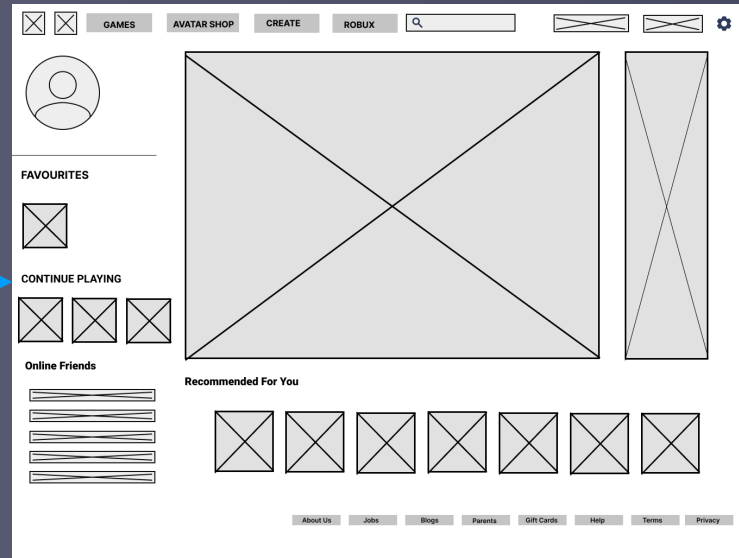 GAMES AVATAR SHOP CREATE ROBUX
FAVOURITES
CONTINUE PLAYING
Online Friends
Recommended For You
About Us Jobs Blogs Parents Gift Cards Help Terms Privacy